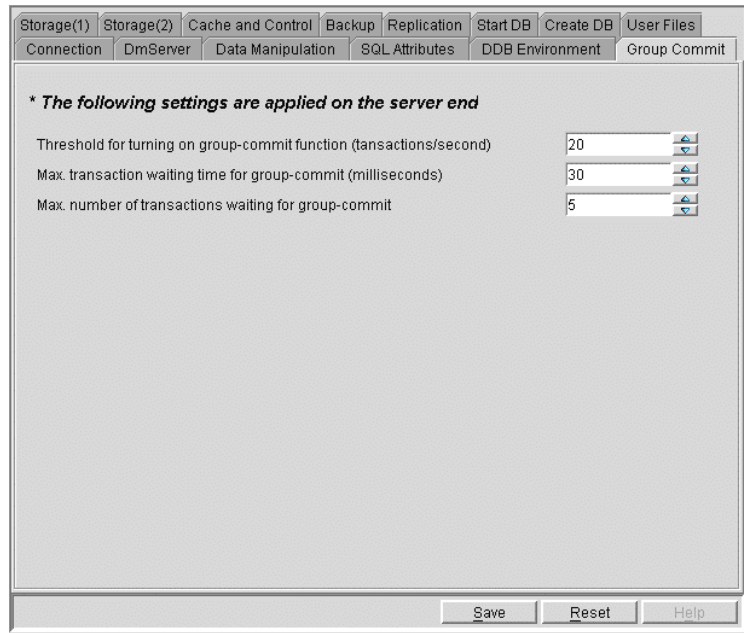 Storage(1) Storage(2) Cache and Control Backup Replication Start DB Create DB User Files
Connection DmServer Data Manipulation SQL Attributes DDB Environment Group Commit
* The following settings are applied on the server end
Threshold for turning on group-commit function (tansactions/second) 20
Max. transaction waiting time for group-commit (milliseconds) 30
Max. number of transactions waiting for group-commit 5
Save Reset Help